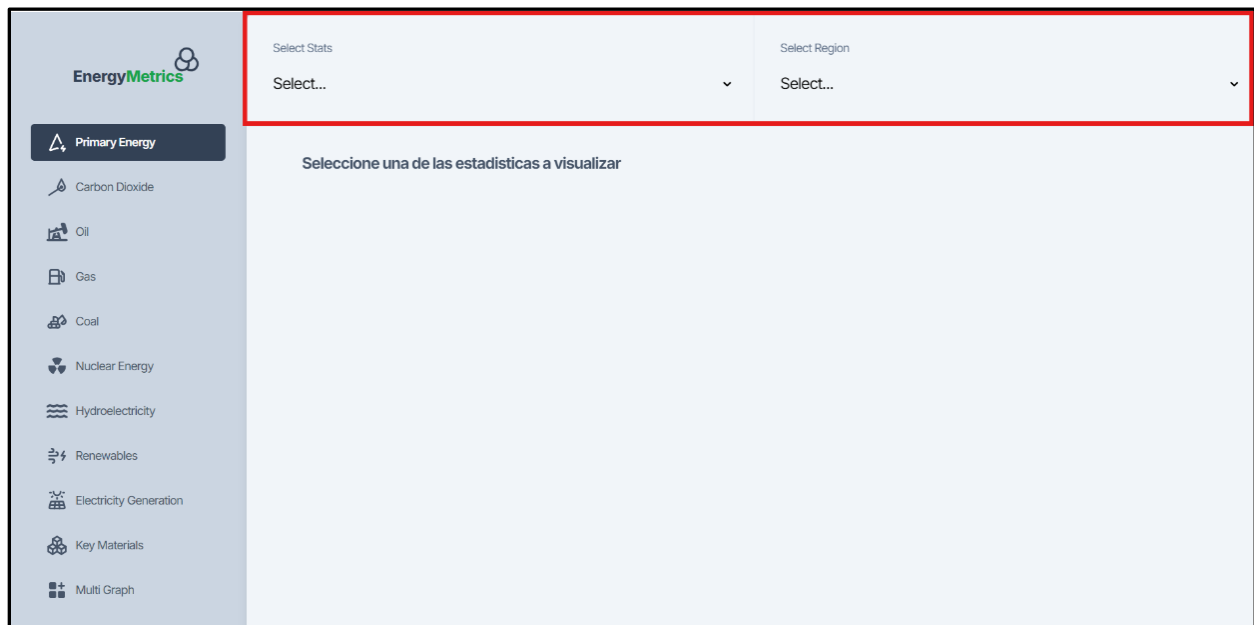 EnergyMetrics
Select Stats
Select...
Select Region
Select...
Primary Energy
Carbon Dioxide
Oil
Gas
Coal
Nuclear Energy
Hydroelectricity
Renewables
Electricity Generation
Key Materials
Multi Graph
Seleccione una de las estadisticas a visualizar